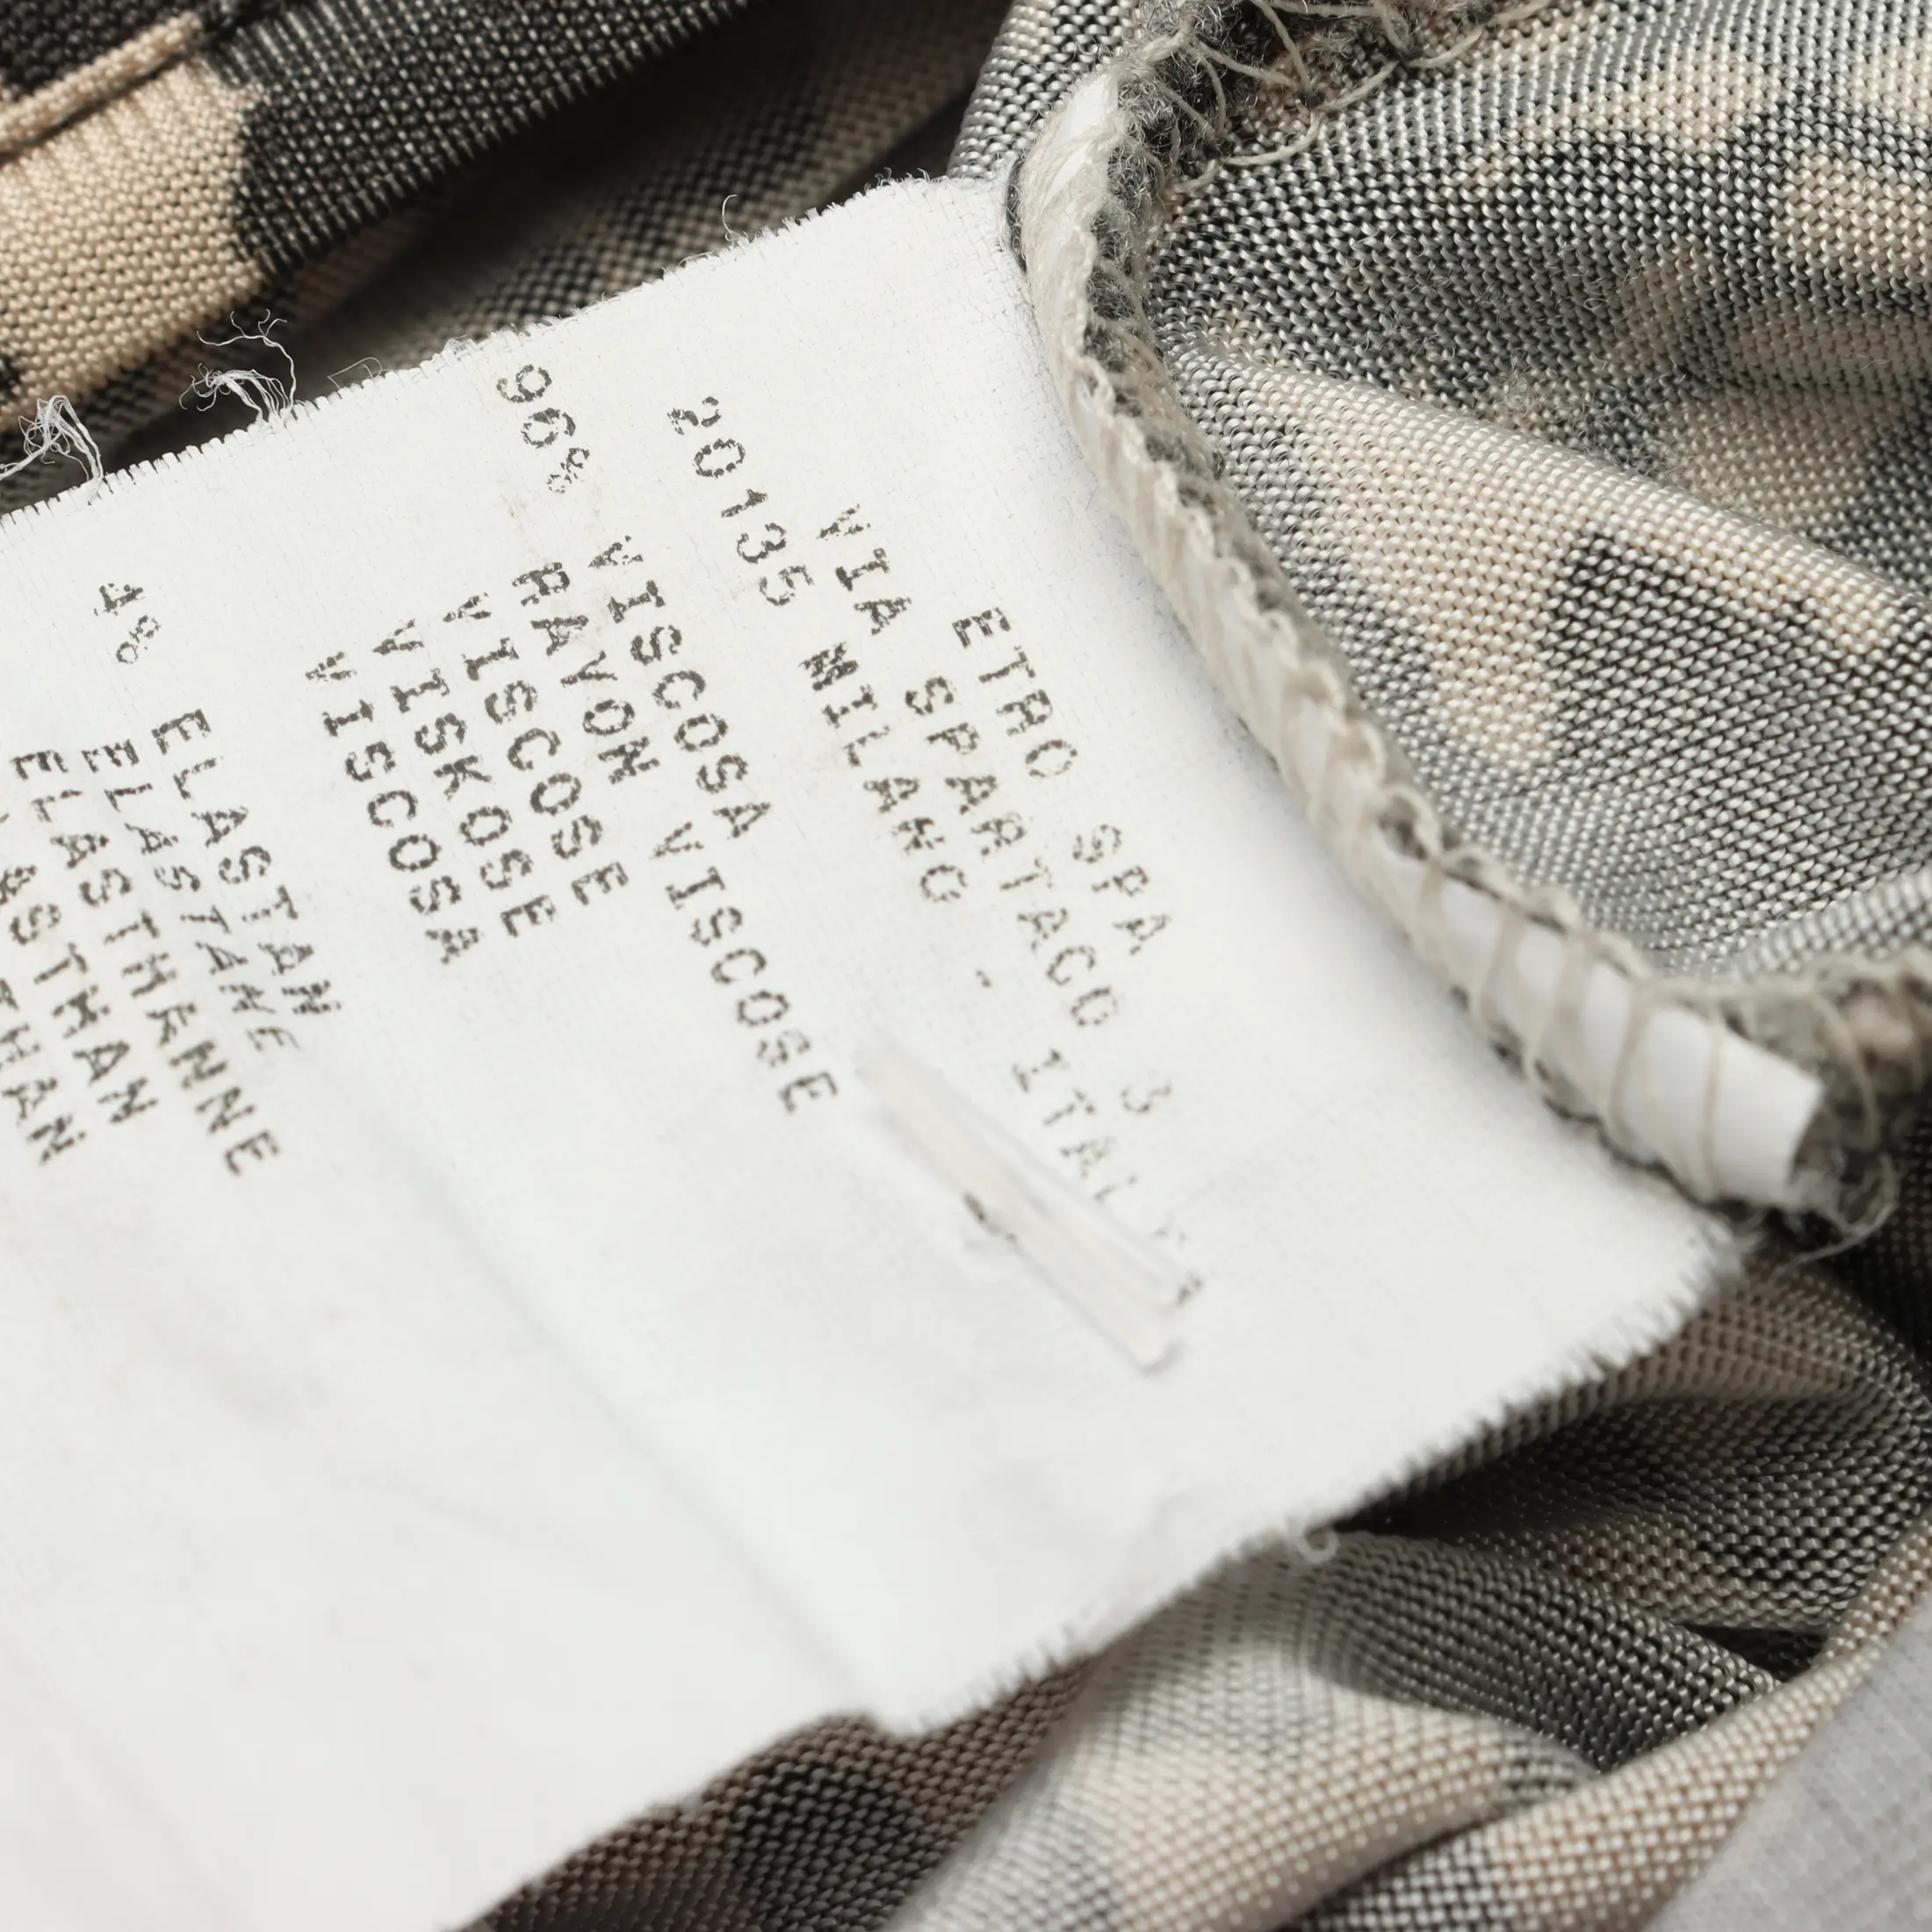 ETRO SPA
VIA SPARTACO 3
20135 MILANO - ITALY
96% VISCOSA
RAYON VISCOSE
VISCOSE
VISKOSE
VISCOSA
4% ELASTAN
ELASTANE
ELASTHANNE
ELASTHAN